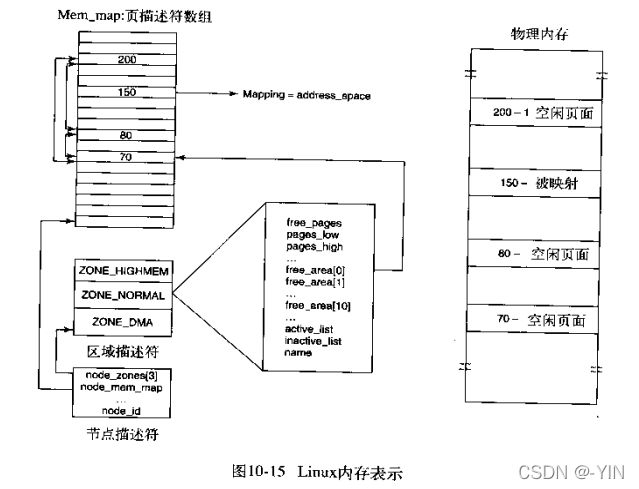 Mem_map:页描述符数组
200
150
80
70
Mapping = address_space
ZONE_HIGHMEM
ZONE_NORMAL
ZONE_DMA
区域描述符
node_zones[3]
node_mem_map
...
node_id
节点描述符
free_pages
pages_low
pages_high
...
free_area[0]
free_area[1]
...
free_area[10]
...
active_list
inactive_list
name
物理内存
200-1 空闲页面
150- 被映射
80- 空闲页面
70- 空闲页面
图10-15 Linux内存表示
CSDN @-YIN